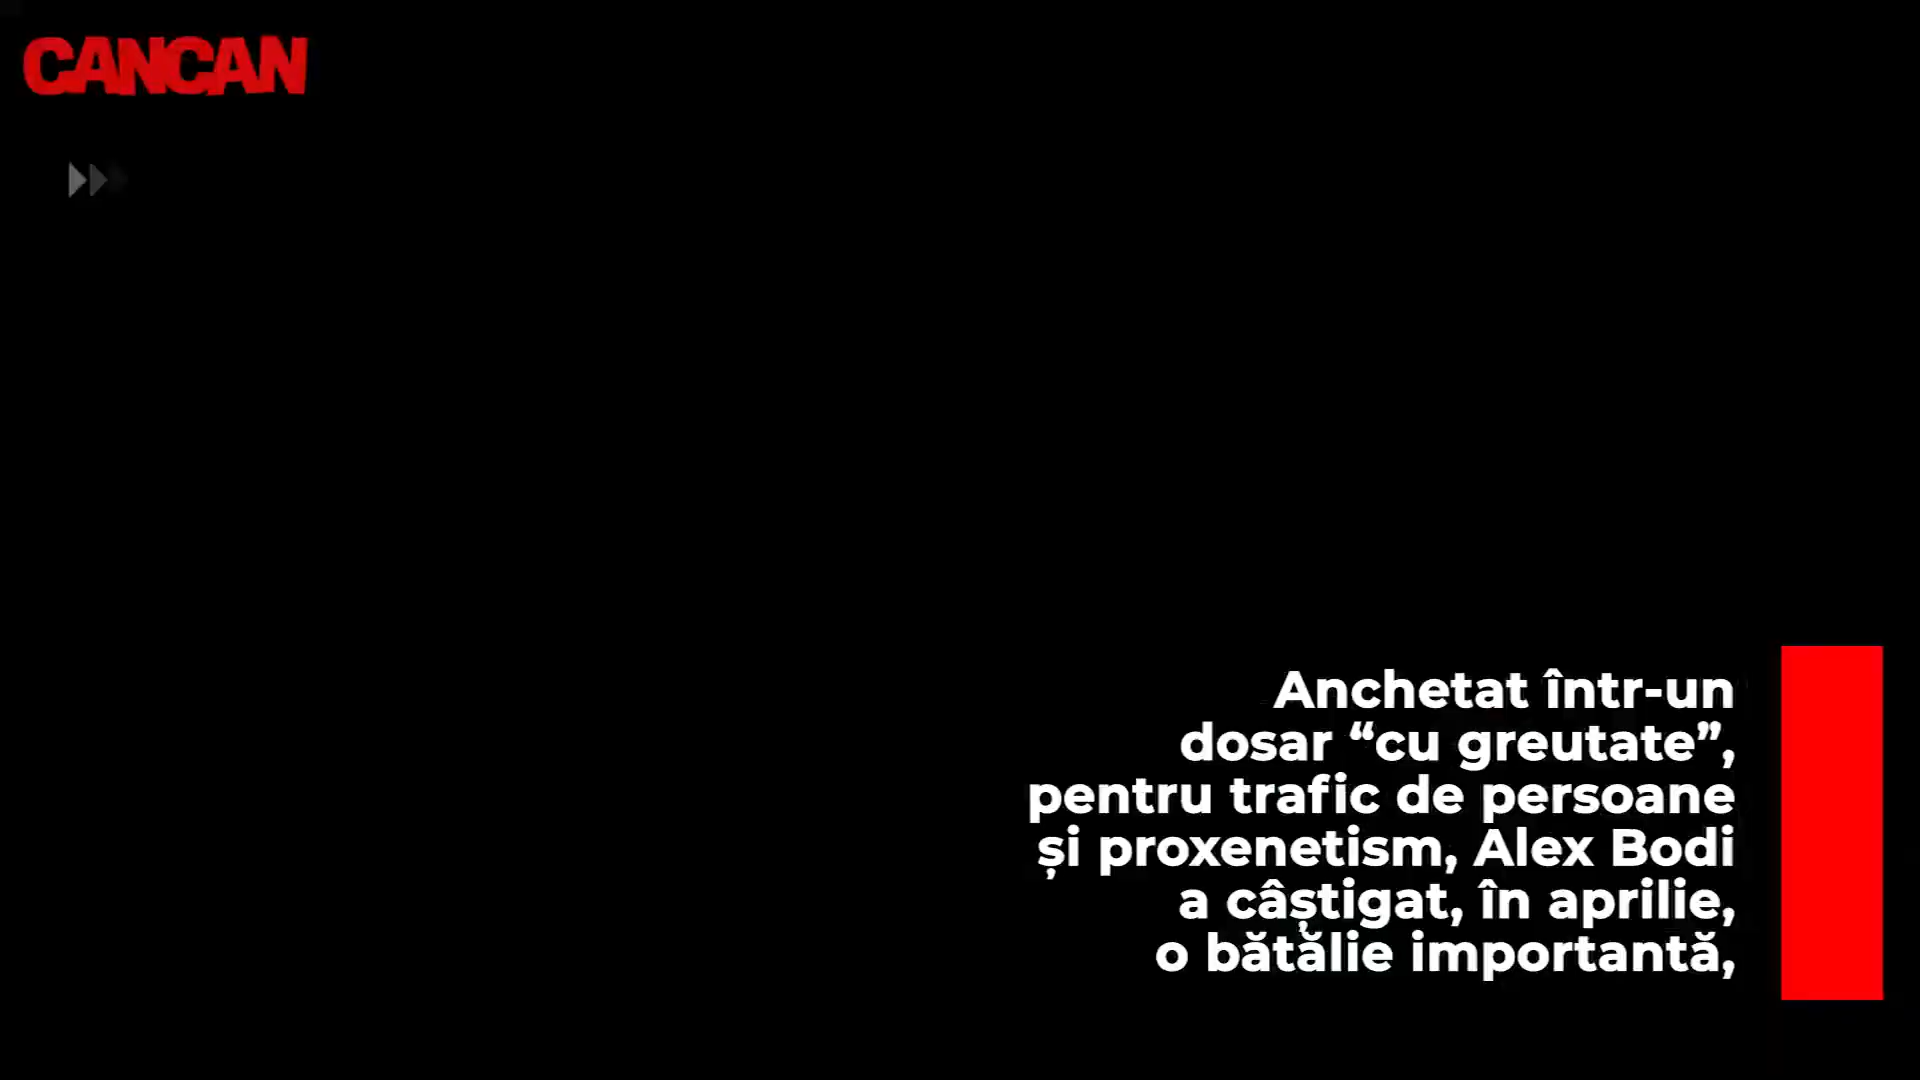 CANCAN
Anchetat într-un
dosar “cu greutate”,
pentru trafic de persoane
și proxenetism, Alex Bodi
a câștigat, în aprilie,
o bătălie importantă,